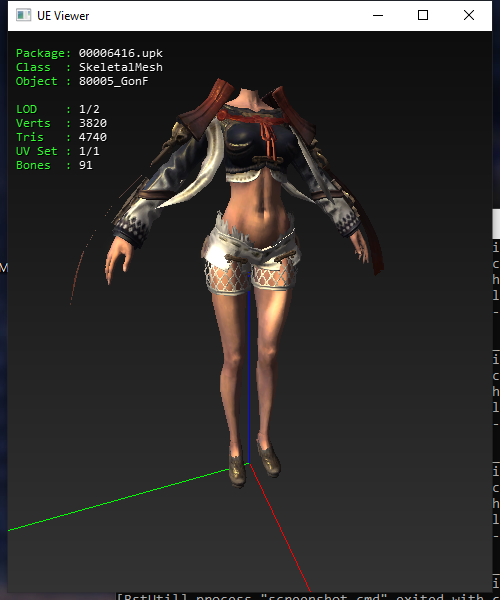 UE Viewer
Package: 00006416.upk
Class : SkeletalMesh
Object : 80005_GonF
LOD : 1/2
Verts : 3820
Tris : 4740
UV Set : 1/1
Bones : 91
M
i
c
h
l
-
i
c
h
l
-
i
c
h
l
-
i
[BstUtil] process "screenshot.cmd" exited with c